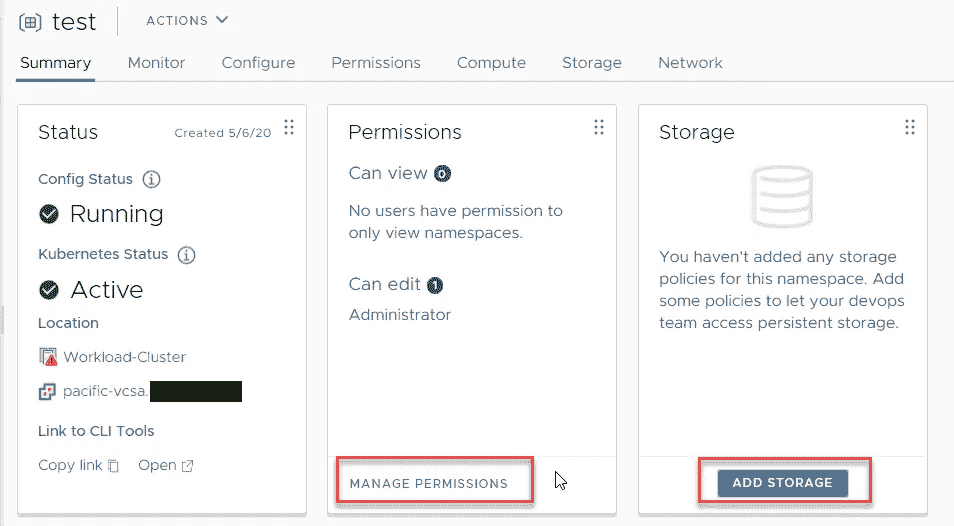 test
ACTIONS
Summary
Monitor
Configure
Permissions
Compute
Storage
Network
Status
Created 5/6/20
Config Status
Running
Kubernetes Status
Active
Location
Workload-Cluster
pacific-vcsa.
Link to CLI Tools
Copy link
Open
Permissions
Can view 0
No users have permission to
only view namespaces.
Can edit 1
Administrator
MANAGE PERMISSIONS
Storage
You haven't added any storage
policies for this namespace. Add
some policies to let your devops
team access persistent storage.
ADD STORAGE